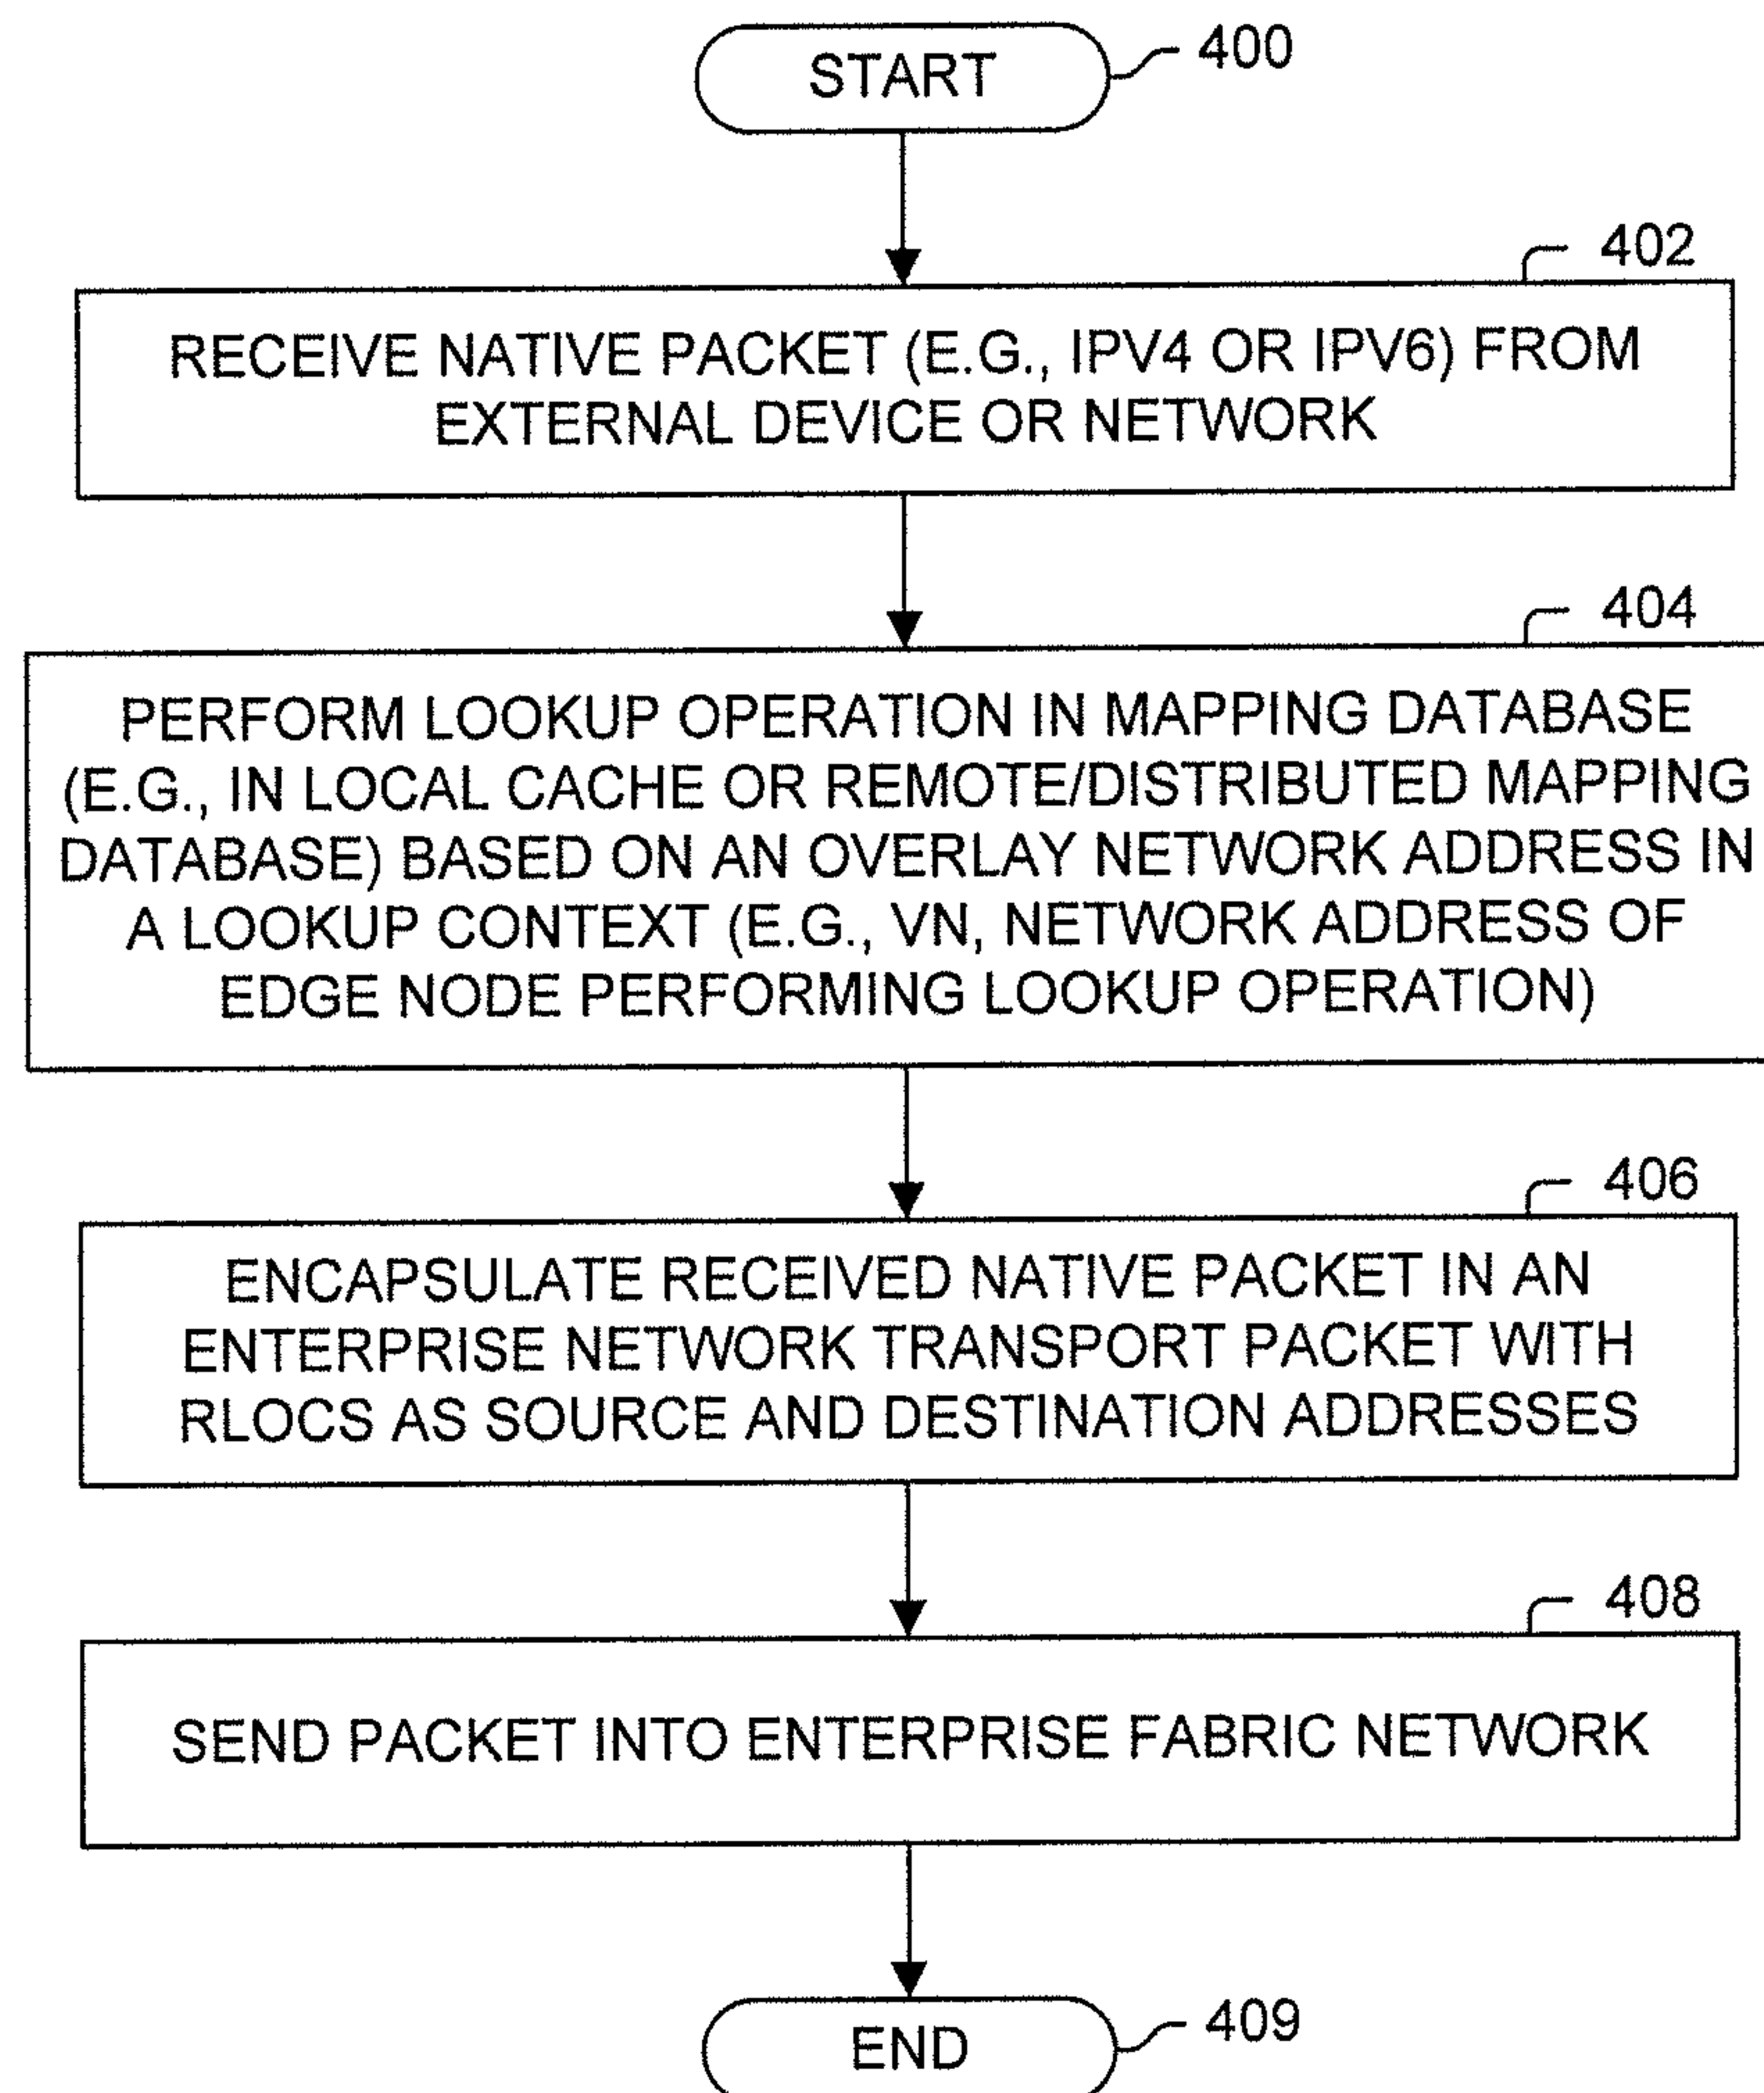 START
400
402
RECEIVE NATIVE PACKET (E.G., IPV4 OR IPV6) FROM
EXTERNAL DEVICE OR NETWORK
404
PERFORM LOOKUP OPERATION IN MAPPING DATABASE
(E.G., IN LOCAL CACHE OR REMOTE/DISTRIBUTED MAPPING
DATABASE) BASED ON AN OVERLAY NETWORK ADDRESS IN
A LOOKUP CONTEXT (E.G., VN, NETWORK ADDRESS OF
EDGE NODE PERFORMING LOOKUP OPERATION)
406
ENCAPSULATE RECEIVED NATIVE PACKET IN AN
ENTERPRISE NETWORK TRANSPORT PACKET WITH
RLOCS AS SOURCE AND DESTINATION ADDRESSES
408
SEND PACKET INTO ENTERPRISE FABRIC NETWORK
END
409